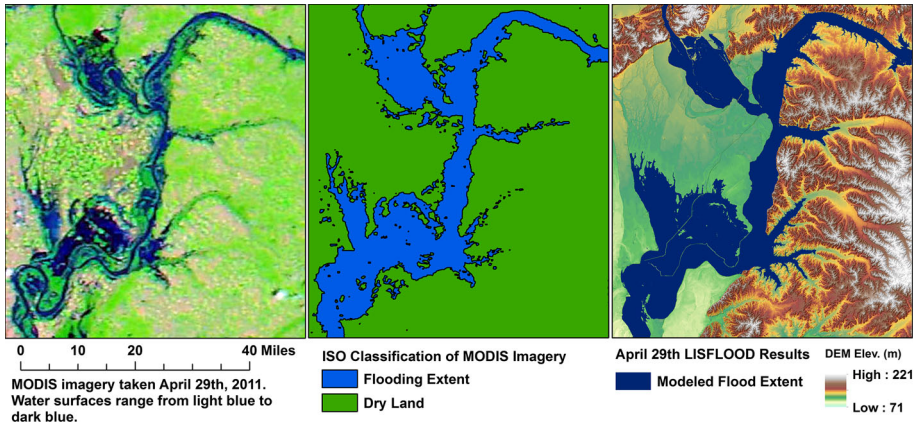 0 10 20 40 Miles
MODIS imagery taken April 29th, 2011.
Water surfaces range from light blue to
dark blue.
ISO Classification of MODIS Imagery
Flooding Extent
Dry Land
April 29th LISFLOOD Results
Modeled Flood Extent
DEM Elev. (m)
High : 221
Low : 71